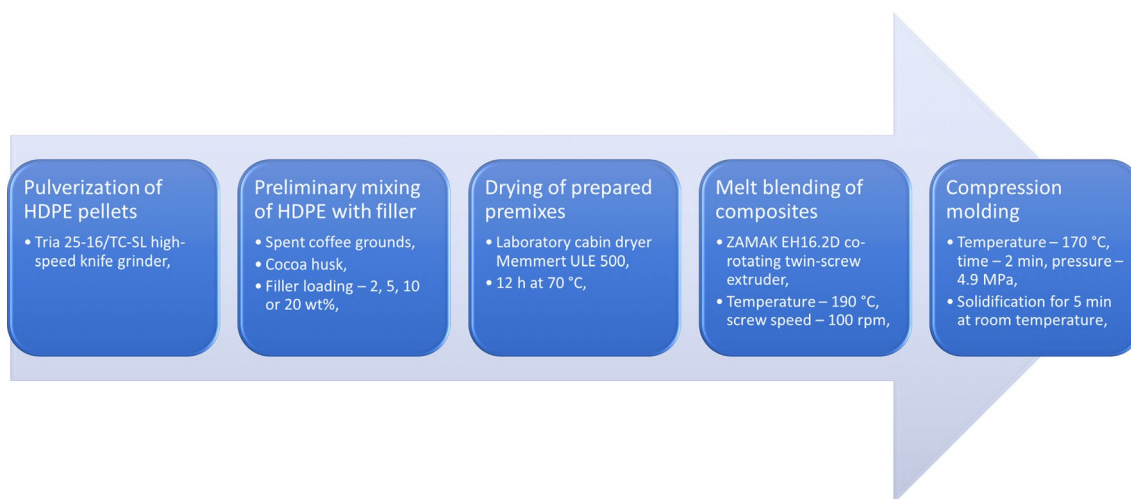 Pulverization of
HDPE pellets
• Tria 25-16/TC-SL high-
speed knife grinder,
Preliminary mixing
of HDPE with filler
• Spent coffee grounds,
• Cocoa husk,
• Filler loading – 2, 5, 10
or 20 wt%,
Drying of prepared
premixes
• Laboratory cabin dryer
Memmert ULE 500,
• 12 h at 70 °C,
Melt blending of
composites
• ZAMAK EH16.2D co-
rotating twin-screw
extruder,
• Temperature – 190 °C,
screw speed – 100 rpm,
Compression
molding
• Temperature – 170 °C,
time – 2 min, pressure –
4.9 MPa,
• Solidification for 5 min
at room temperature,